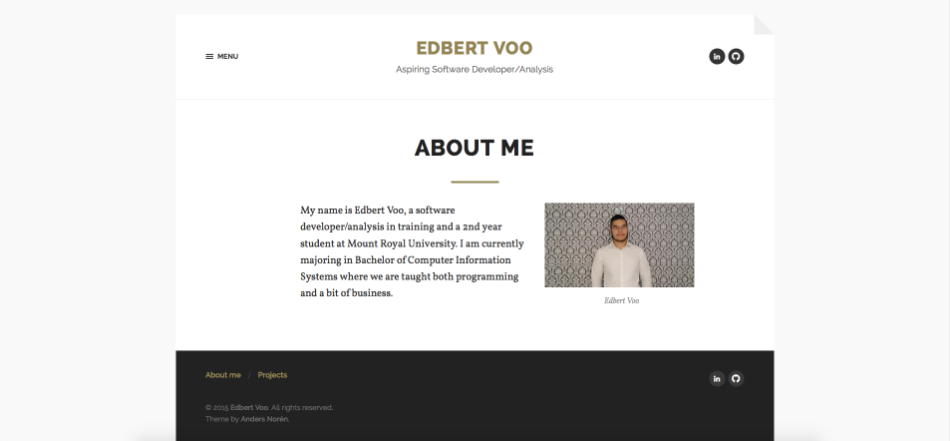 MENU
EDBERT VOO
Aspiring Software Developer/Analysis
in
ABOUT ME
My name is Edbert Voo, a software
developer/analysis in training and a 2nd year
student at Mount Royal University. I am currently
majoring in Bachelor of Computer Information
Systems where we are taught both programming
and a bit of business.
Edbert Voo
About me / Projects
in
© 2015 Edbert Voo. All rights reserved.
Theme by Anders Norén.